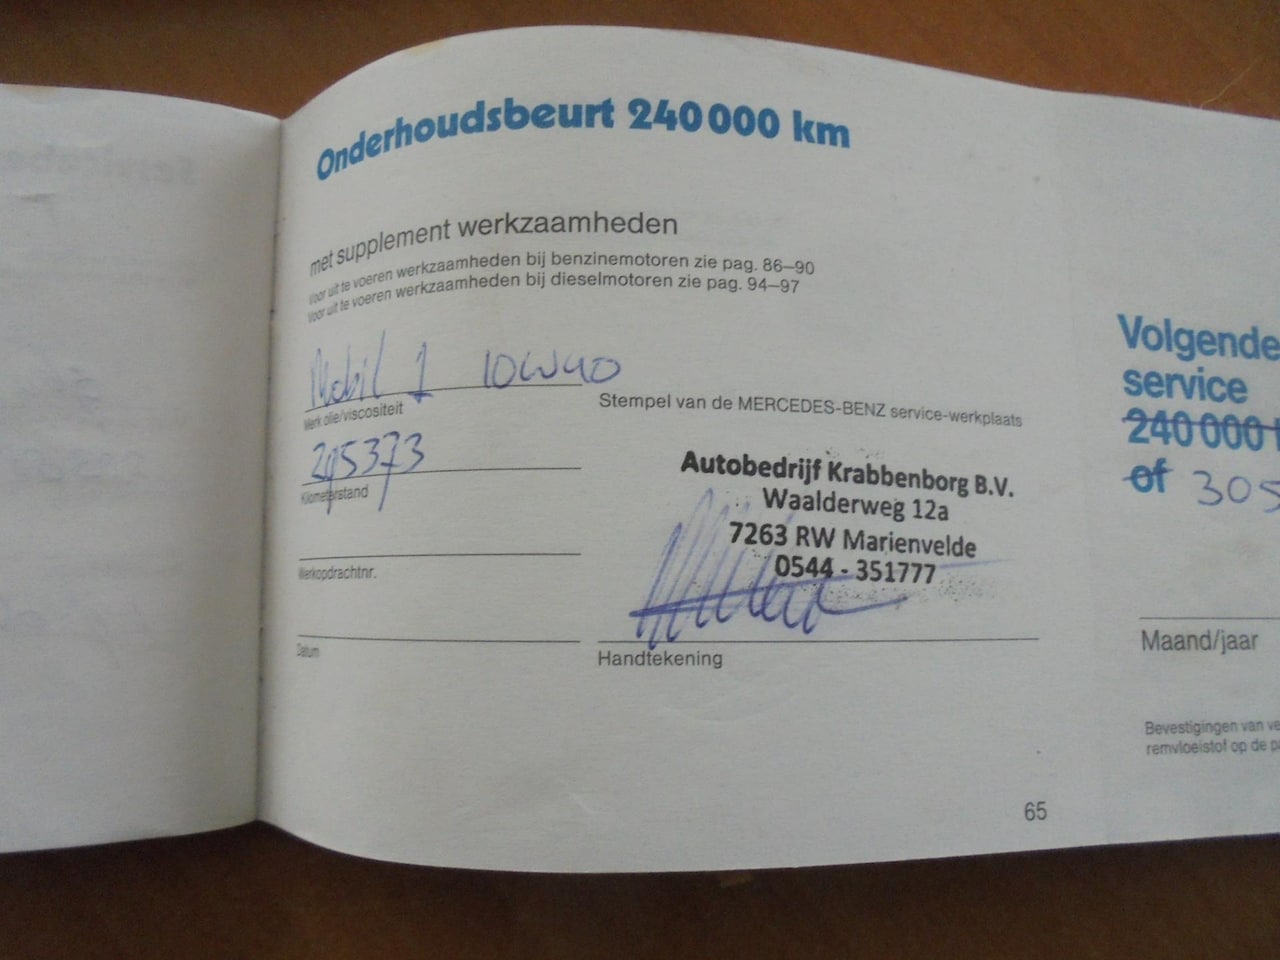 Onderhoudsbeurt 240 000 km
met supplement werkzaamheden
Voor uit te voeren werkzaamheden bij benzinemotoren zie pag. 86–90
Voor uit te voeren werkzaamheden bij dieselmotoren zie pag. 94–97
Mobil 1 10W40
Merk olie/viscositeit
295373
Kilometerstand
Werkopdrachtnr.
Datum
Stempel van de MERCEDES-BENZ service-werkplaats
Autobedrijf Krabbenborg B.V.
Waalderweg 12a
7263 RW Marienvelde
0544 - 351777
Handtekening
65
Volgende
service
240 000
of 305
Maand/jaar
Bevestigingen van
remvloeistof op de